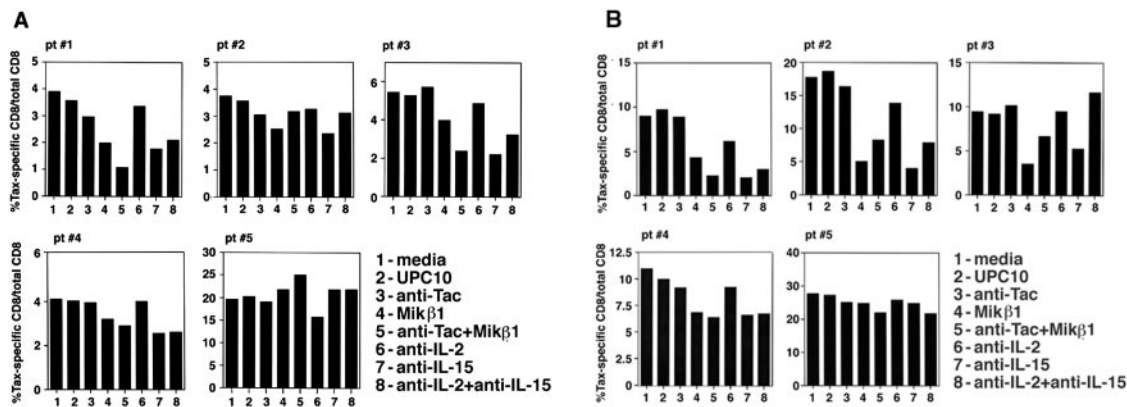 A
B
pt #1
pt #2
pt #3
%Tax-specific CD8/total CD8
5
4
3
2
1
0
1 2 3 4 5 6 7 8
5
4
3
2
1
0
1 2 3 4 5 6 7 8
6
4
2
0
1 2 3 4 5 6 7 8
pt #4
pt #5
%Tax-specific CD8/total CD8
6
4
2
0
1 2 3 4 5 6 7 8
30
25
20
15
10
5
0
1 2 3 4 5 6 7 8
1 - media
2 - UPC10
3 - anti-Tac
4 - Mikβ1
5 - anti-Tac+Mikβ1
6 - anti-IL-2
7 - anti-IL-15
8 - anti-IL-2+anti-IL-15
pt #1
pt #2
pt #3
%Tax-specific CD8/total CD8
15
10
5
0
1 2 3 4 5 6 7 8
20
15
10
5
0
1 2 3 4 5 6 7 8
15
10
5
0
1 2 3 4 5 6 7 8
pt #4
pt #5
%Tax-specific CD8/total CD8
12.5
10
7.5
5
2.5
0
1 2 3 4 5 6 7 8
40
30
20
10
0
1 2 3 4 5 6 7 8
1 - media
2 - UPC10
3 - anti-Tac
4 - Mikβ1
5 - anti-Tac+Mikβ1
6 - anti-IL-2
7 - anti-IL-15
8 - anti-IL-2+anti-IL-15